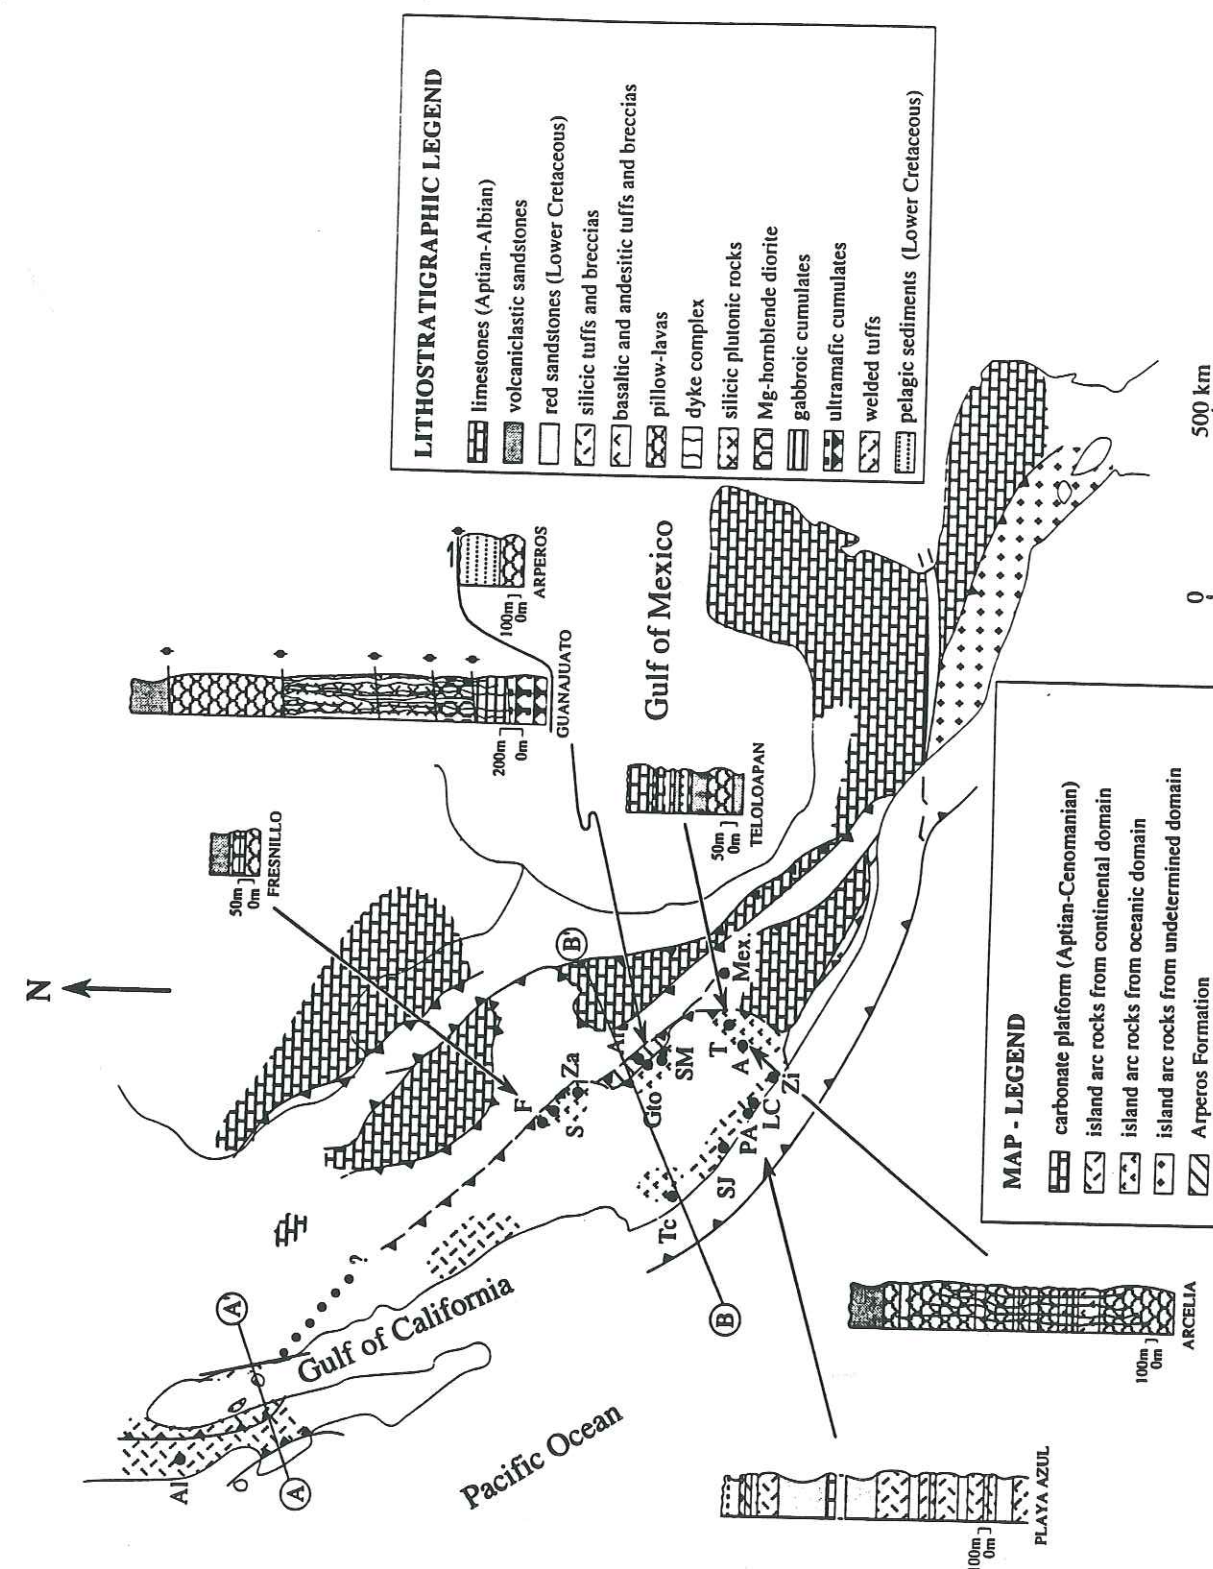 N
LITHOSTRATIGRAPHIC LEGEND
limestones (Aptian-Albian)
volcaniclastic sandstones
red sandstones (Lower Cretaceous)
silicic tuffs and breccias
basaltic and andesitic tuffs and breccias
pillow-lavas
dyke complex
silicic plutonic rocks
Mg-hornblende diorite
gabbroic cumulates
ultramafic cumulates
welded tuffs
pelagic sediments (Lower Cretaceous)
FRESNILLO
50m
0m
GUANAJUATO
200m
0m
ARPEROS
100m
0m
TELOLOAPAN
50m
0m
Gulf of Mexico
Gulf of California
Pacific Ocean
A
A'
B
B'
Al
?
F
S
Za
Gto
SM
Mex.
T
A
Zi
LC
PA
SJ
Tc
PLAYA AZUL
100m
0m
ARCELIA
100m
0m
MAP - LEGEND
carbonate platform (Aptian-Cenomanian)
island arc rocks from continental domain
island arc rocks from oceanic domain
island arc rocks from undetermined domain
Arperos Formation
0
500 km